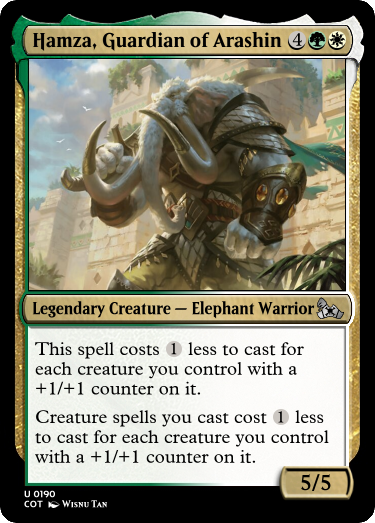 Hamza, Guardian of Arashin 4
Legendary Creature — Elephant Warrior
This spell costs 1 less to cast for
each creature you control with a
+1/+1 counter on it.
Creature spells you cast cost 1 less
to cast for each creature you control
with a +1/+1 counter on it.
5/5
U 0190
COT Wisnu Tan